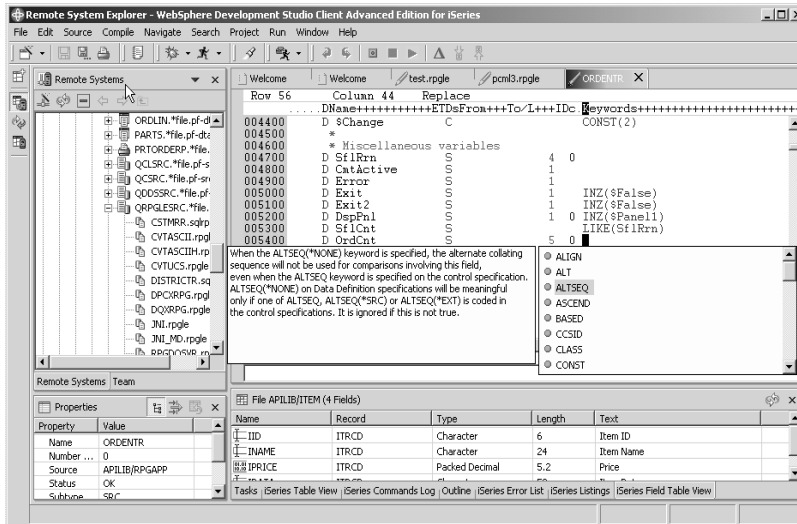 Remote System Explorer - WebSphere Development Studio Client Advanced Edition for iSeries
File Edit Source Compile Navigate Search Project Run Window Help
Remote Systems
ORDLIN.*file.pf-dt
PARTS.*file.pf-dta
PRTORDERP.*file.
QCLSRC.*file.pf-s
QCSRC.*file.pf-sr
QDDSSRC.*file.pf-
QRPGLESRC.*file.
CSTMRR.sqlrp
CVTASCII.rpgl
CVTASCIIH.rp
CVTUCS.rpgle
DISTRICTR.sq
DPCXRPG.rpgl
DQXRPG.rpgle
JNI.rpgle
JNI_MD.rpgle
RPGDOSVR.rp
Remote Systems Team
Properties
Property Value
Name ORDENTR
Number ... 0
Source APILIB/RPGAPP
Status OK
Subtype SRC
Welcome Welcome test.rpgle pcml3.rpgle ORDENTR X
Row 56 Column 44 Replace
.....DName+++++++++++ETDsFrom+++To/L+++IDc.Keywords+++++++++++++++++++++++
004400 D $Change C CONST(2)
004500 *
004600 * Miscellaneous variables
004700 D SflRrn S 4 0
004800 D CmtActive S 1
004900 D Error S 1
005000 D Exit S 1 INZ($False)
005100 D Exit2 S 1 INZ($False)
005200 D DspPnl S 1 0 INZ($Panel1)
005300 D SflCnt S LIKE(SflRrn)
005400 D OrdCnt S 5 0
When the ALTSEQ(*NONE) keyword is specified, the alternate collating
sequence will not be used for comparisons involving this field,
even when the ALTSEQ keyword is specified on the control specification.
ALTSEQ(*NONE) on Data Definition specifications will be meaningful
only if one of ALTSEQ, ALTSEQ(*SRC) or ALTSEQ(*EXT) is coded in
the control specifications. It is ignored if this is not true.
ALIGN
ALT
ALTSEQ
ASCEND
BASED
CCSID
CLASS
CONST
File APILIB/ITEM (4 Fields)
Name Record Type Length Text
IID ITRCD Character 6 Item ID
INAME ITRCD Character 24 Item Name
IPRICE ITRCD Packed Decimal 5.2 Price
Tasks iSeries Table View iSeries Commands Log Outline iSeries Error List iSeries Listings iSeries Field Table View